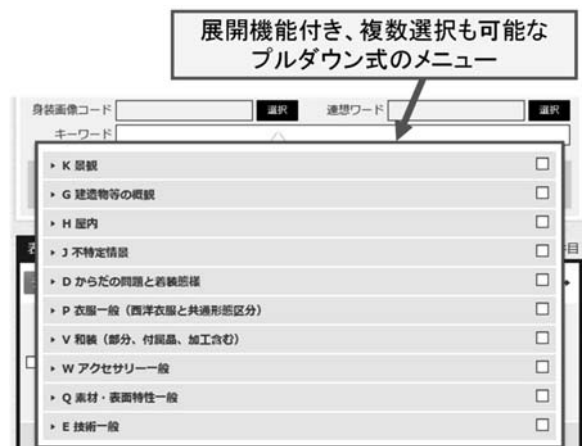 展開機能付き、複数選択も可能な
プルダウン式のメニュー
身装画像コード 選択 連想ワード 選択
キーワード
▸ K 景観
▸ G 建造物等の概観
▸ H 屋内
▸ J 不特定情景
▸ D からだの問題と着装態様
▸ P 衣服一般（西洋衣服と共通形態区分）
▸ V 和装（部分、付属品、加工含む）
▸ W アクセサリー一般
▸ Q 素材・表面特性一般
▸ E 技術一般